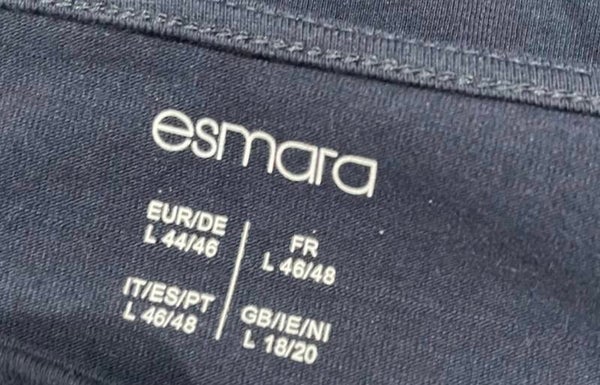 esmara
EUR/DE
L 44/46
FR
L 46/48
IT/ES/PT
L 46/48
GB/IE/NI
L 18/20